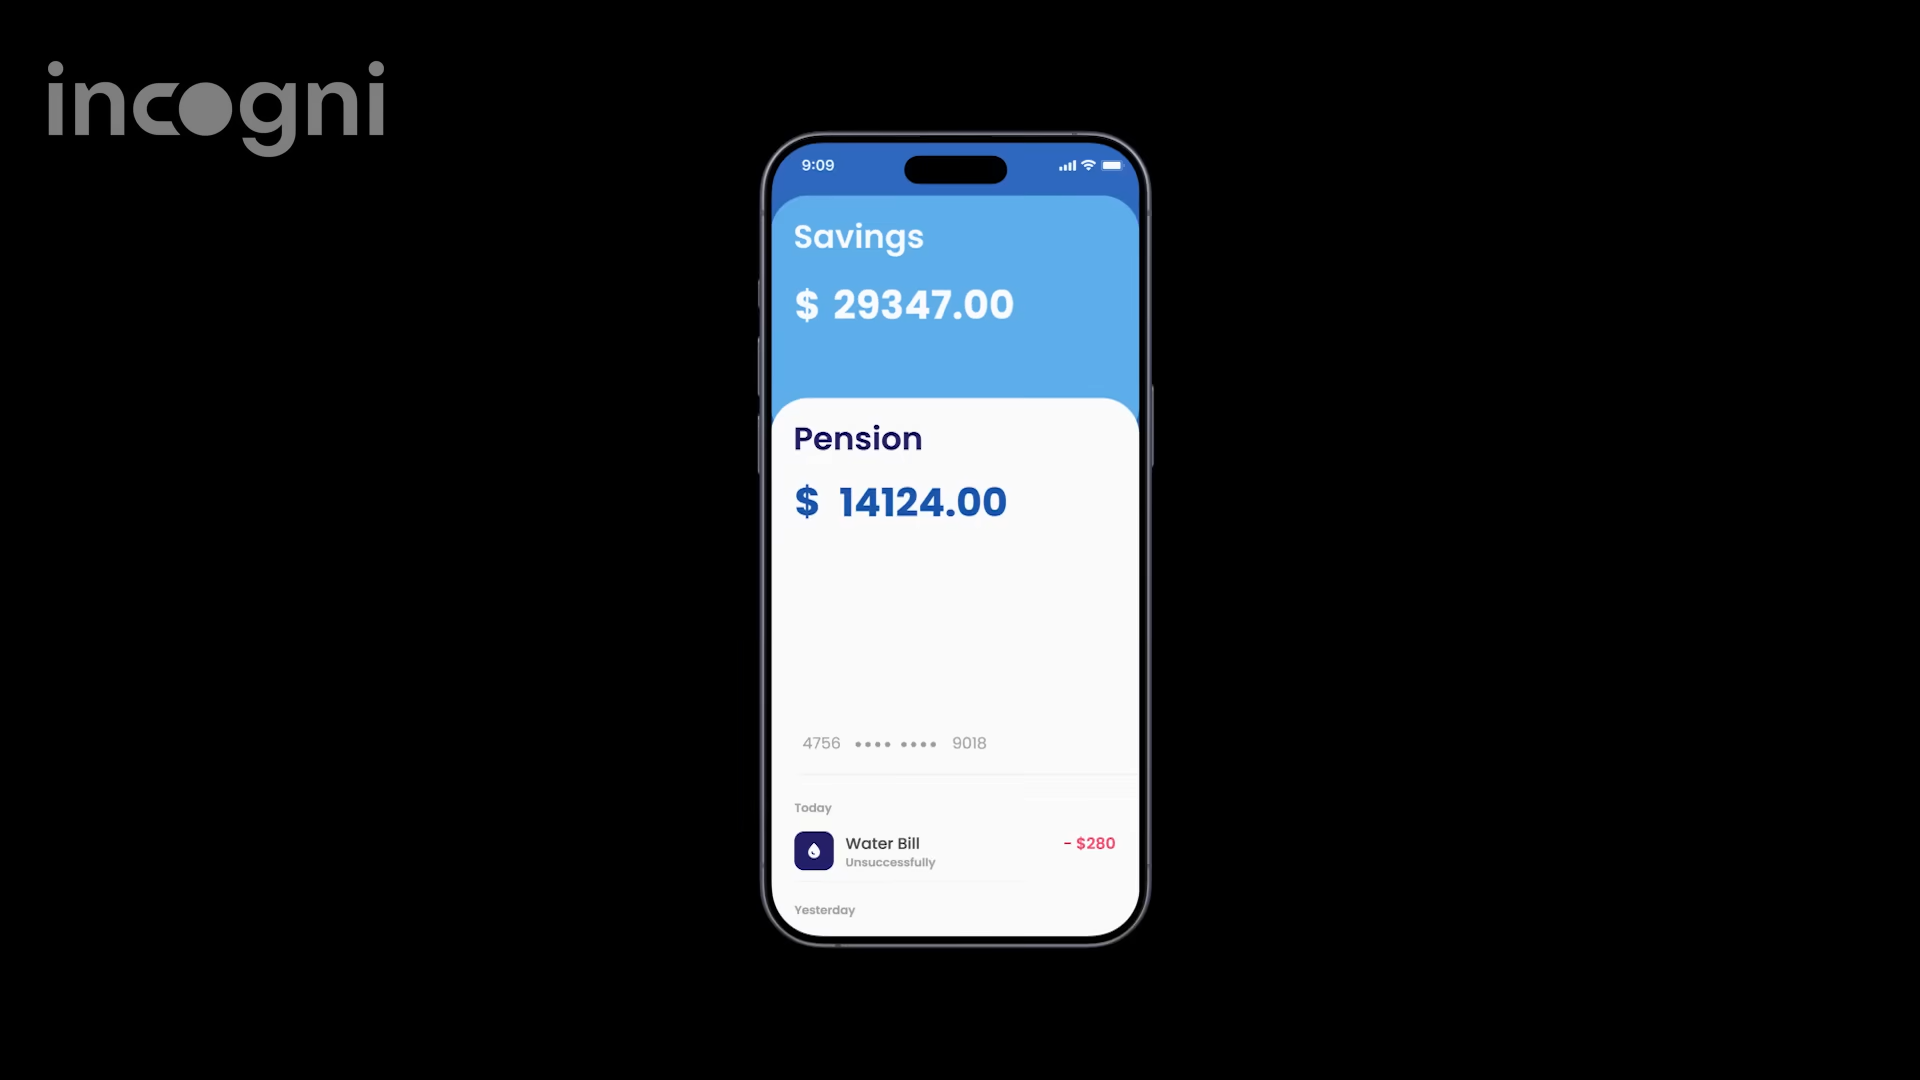 incogni
9:09
Savings
$ 29347.00
Pension
$ 14124.00
4756 •••• •••• 9018
Today
Water Bill
- $280
Unsuccessfully
Yesterday